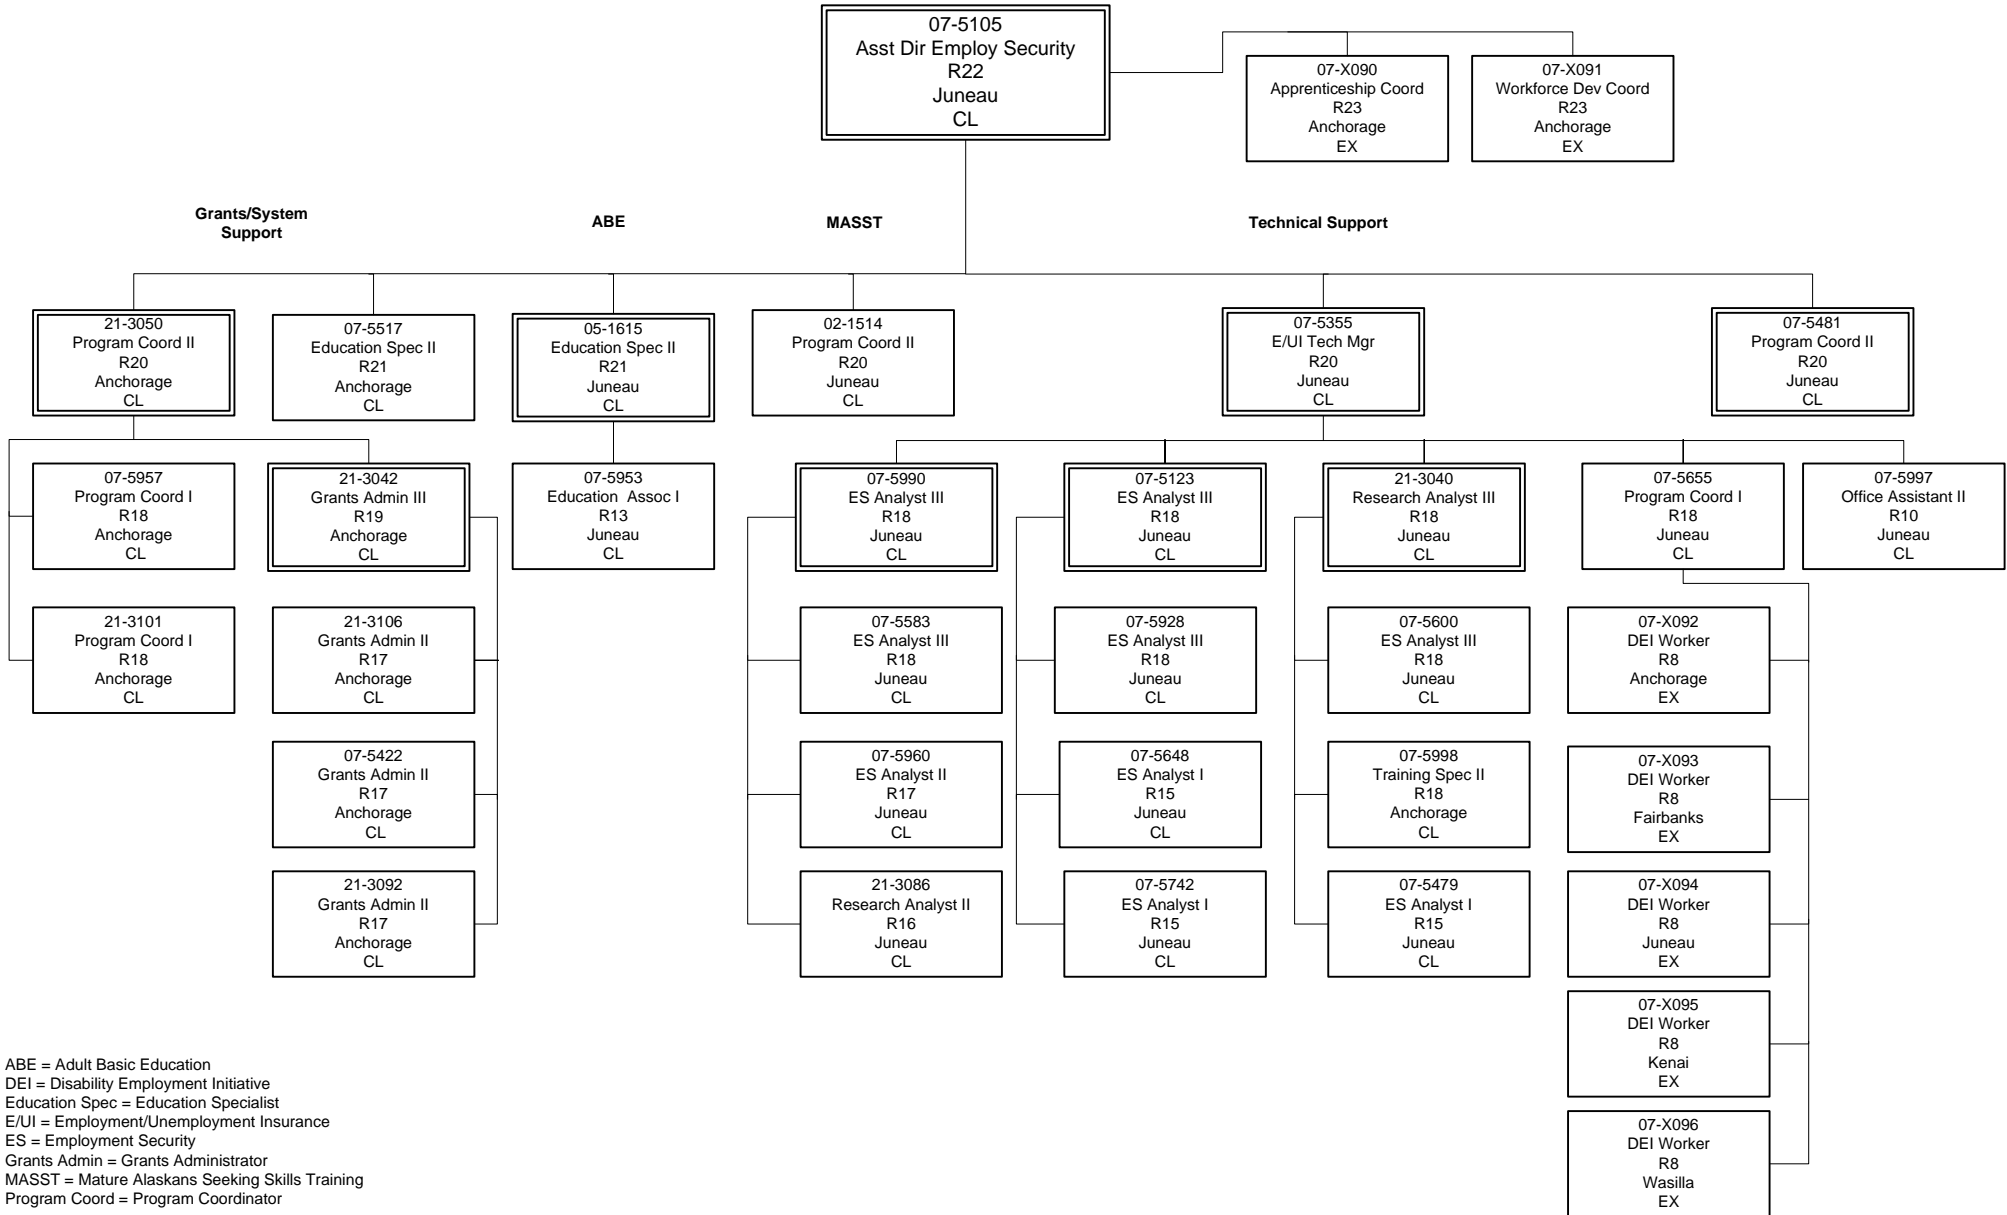 07-5105
Asst Dir Employ Security
R22
Juneau
CL
07-X090
Apprenticeship Coord
R23
Anchorage
EX
07-X091
Workforce Dev Coord
R23
Anchorage
EX
Grants/System
Support
ABE
MASST
Technical Support
21-3050
Program Coord II
R20
Anchorage
CL
07-5517
Education Spec II
R21
Anchorage
CL
05-1615
Education Spec II
R21
Juneau
CL
02-1514
Program Coord II
R20
Juneau
CL
07-5355
E/UI Tech Mgr
R20
Juneau
CL
07-5481
Program Coord II
R20
Juneau
CL
07-5957
Program Coord I
R18
Anchorage
CL
21-3042
Grants Admin III
R19
Anchorage
CL
07-5953
Education  Assoc I
R13
Juneau
CL
07-5990
ES Analyst III
R18
Juneau
CL
07-5123
ES Analyst III
R18
Juneau
CL
21-3040
Research Analyst III
R18
Juneau
CL
07-5655
Program Coord I
R18
Juneau
CL
07-5997
Office Assistant II
R10
Juneau
CL
21-3101
Program Coord I
R18
Anchorage
CL
21-3106
Grants Admin II
R17
Anchorage
CL
07-5583
ES Analyst III
R18
Juneau
CL
07-5928
ES Analyst III
R18
Juneau
CL
07-5600
ES Analyst III
R18
Juneau
CL
07-X092
DEI Worker
R8
Anchorage
EX
07-5422
Grants Admin II
R17
Anchorage
CL
07-5960
ES Analyst II
R17
Juneau
CL
07-5648
ES Analyst I
R15
Juneau
CL
07-5998
Training Spec II
R18
Anchorage
CL
07-X093
DEI Worker
R8
Fairbanks
EX
21-3092
Grants Admin II
R17
Anchorage
CL
21-3086
Research Analyst II
R16
Juneau
CL
07-5742
ES Analyst I
R15
Juneau
CL
07-5479
ES Analyst I
R15
Juneau
CL
07-X094
DEI Worker
R8
Juneau
EX
07-X095
DEI Worker
R8
Kenai
EX
07-X096
DEI Worker
R8
Wasilla
EX
ABE = Adult Basic Education
DEI = Disability Employment Initiative
Education Spec = Education Specialist
E/UI = Employment/Unemployment Insurance
ES = Employment Security
Grants Admin = Grants Administrator
MASST = Mature Alaskans Seeking Skills Training
Program Coord = Program Coordinator